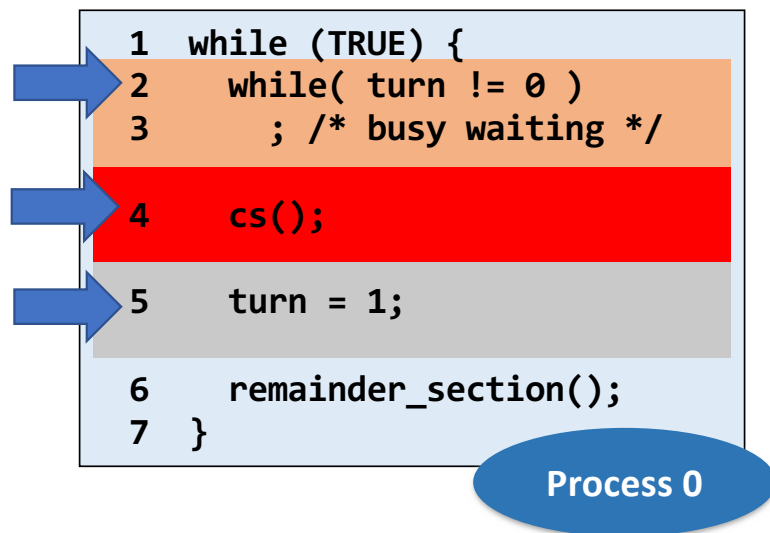 1 while (TRUE) {
2 while( turn != 0 )
3 ; /* busy waiting */
4 cs();
5 turn = 1;
6 remainder_section();
7 }
Process 0